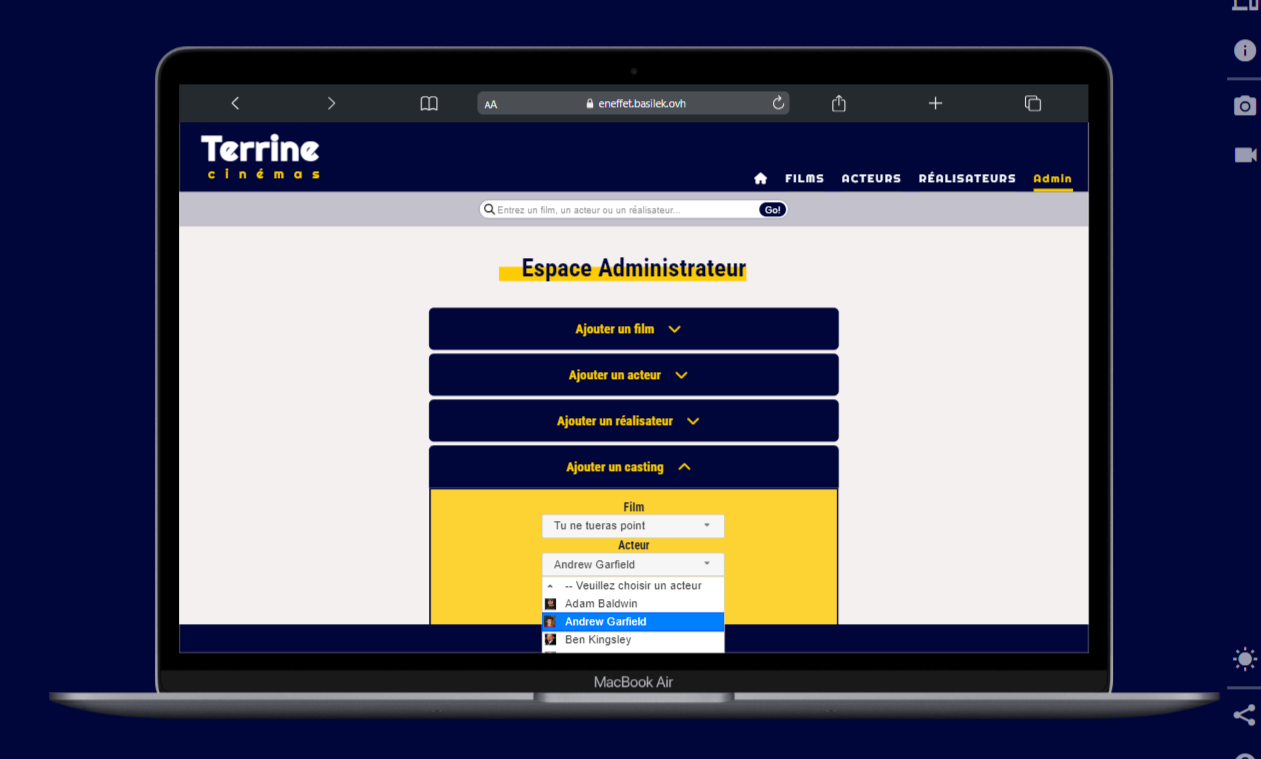 AA
eneffet.basilek.ovh
Terrine
cinémas
FILMS ACTEURS RÉALISATEURS Admin
Entrez un film, un acteur ou un réalisateur... Go!
Espace Administrateur
Ajouter un film
Ajouter un acteur
Ajouter un réalisateur
Ajouter un casting
Film
Tu ne tueras point
Acteur
Andrew Garfield
-- Veuillez choisir un acteur
Adam Baldwin
Andrew Garfield
Ben Kingsley
MacBook Air